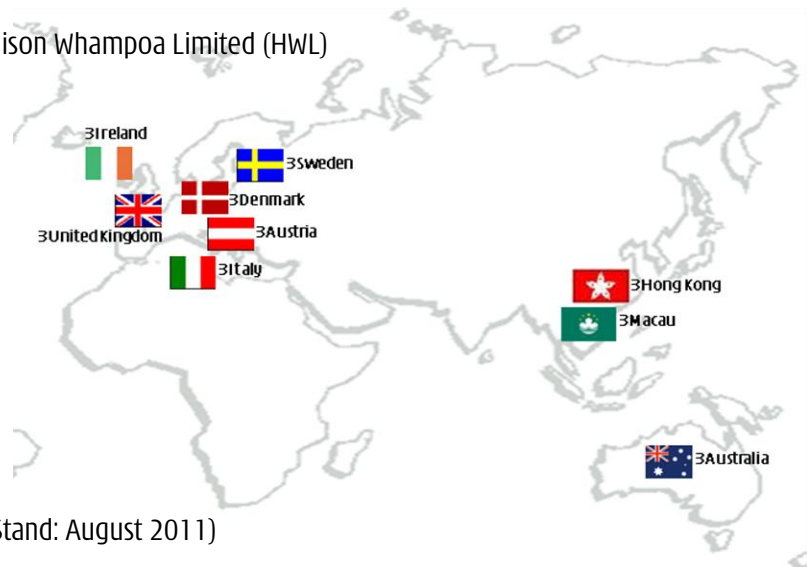 ison Whampoa Limited (HWL)
3Ireland
3Sweden
3Denmark
3United Kingdom
3Austria
3Italy
3Hong Kong
3Macau
3Australia
Stand: August 2011)